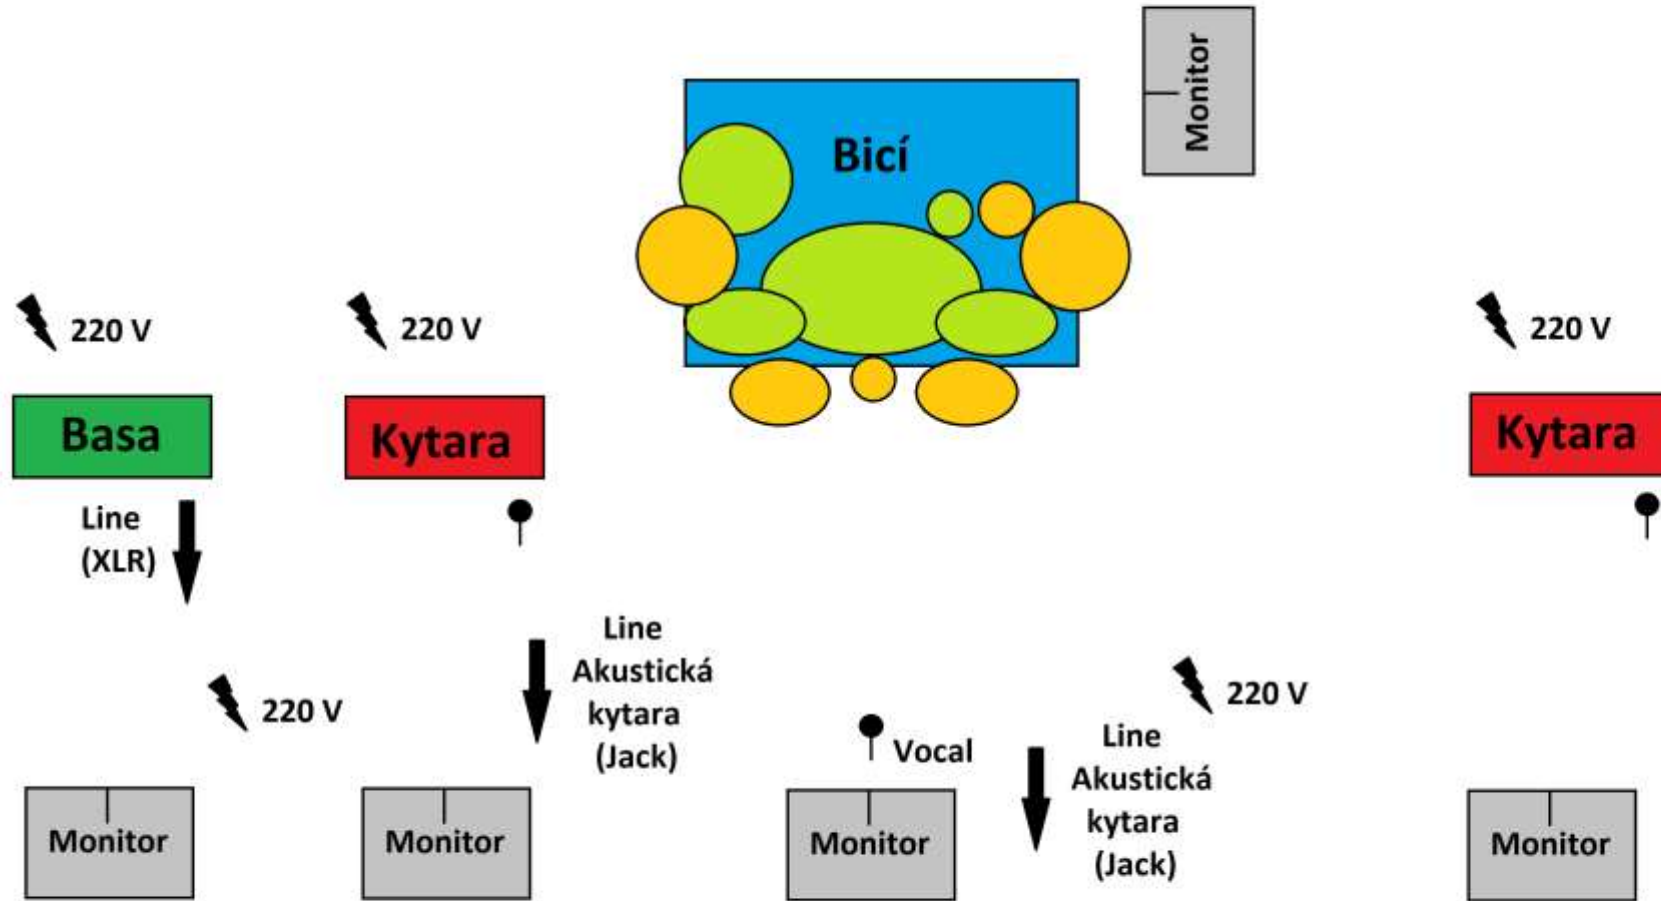 Monitor
Bicí
220 V
220 V
220 V
Basa
Kytara
Kytara
Line
(XLR)
Line
Akustická
kytara
(Jack)
220 V
220 V
Vocal
Line
Akustická
kytara
(Jack)
Monitor
Monitor
Monitor
Monitor